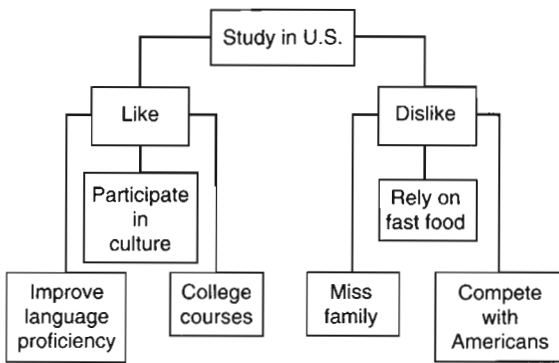 Study in U.S.
Like
Dislike
Participate
in
culture
Rely on
fast food
Improve
language
proficiency
College
courses
Miss
family
Compete
with
Americans